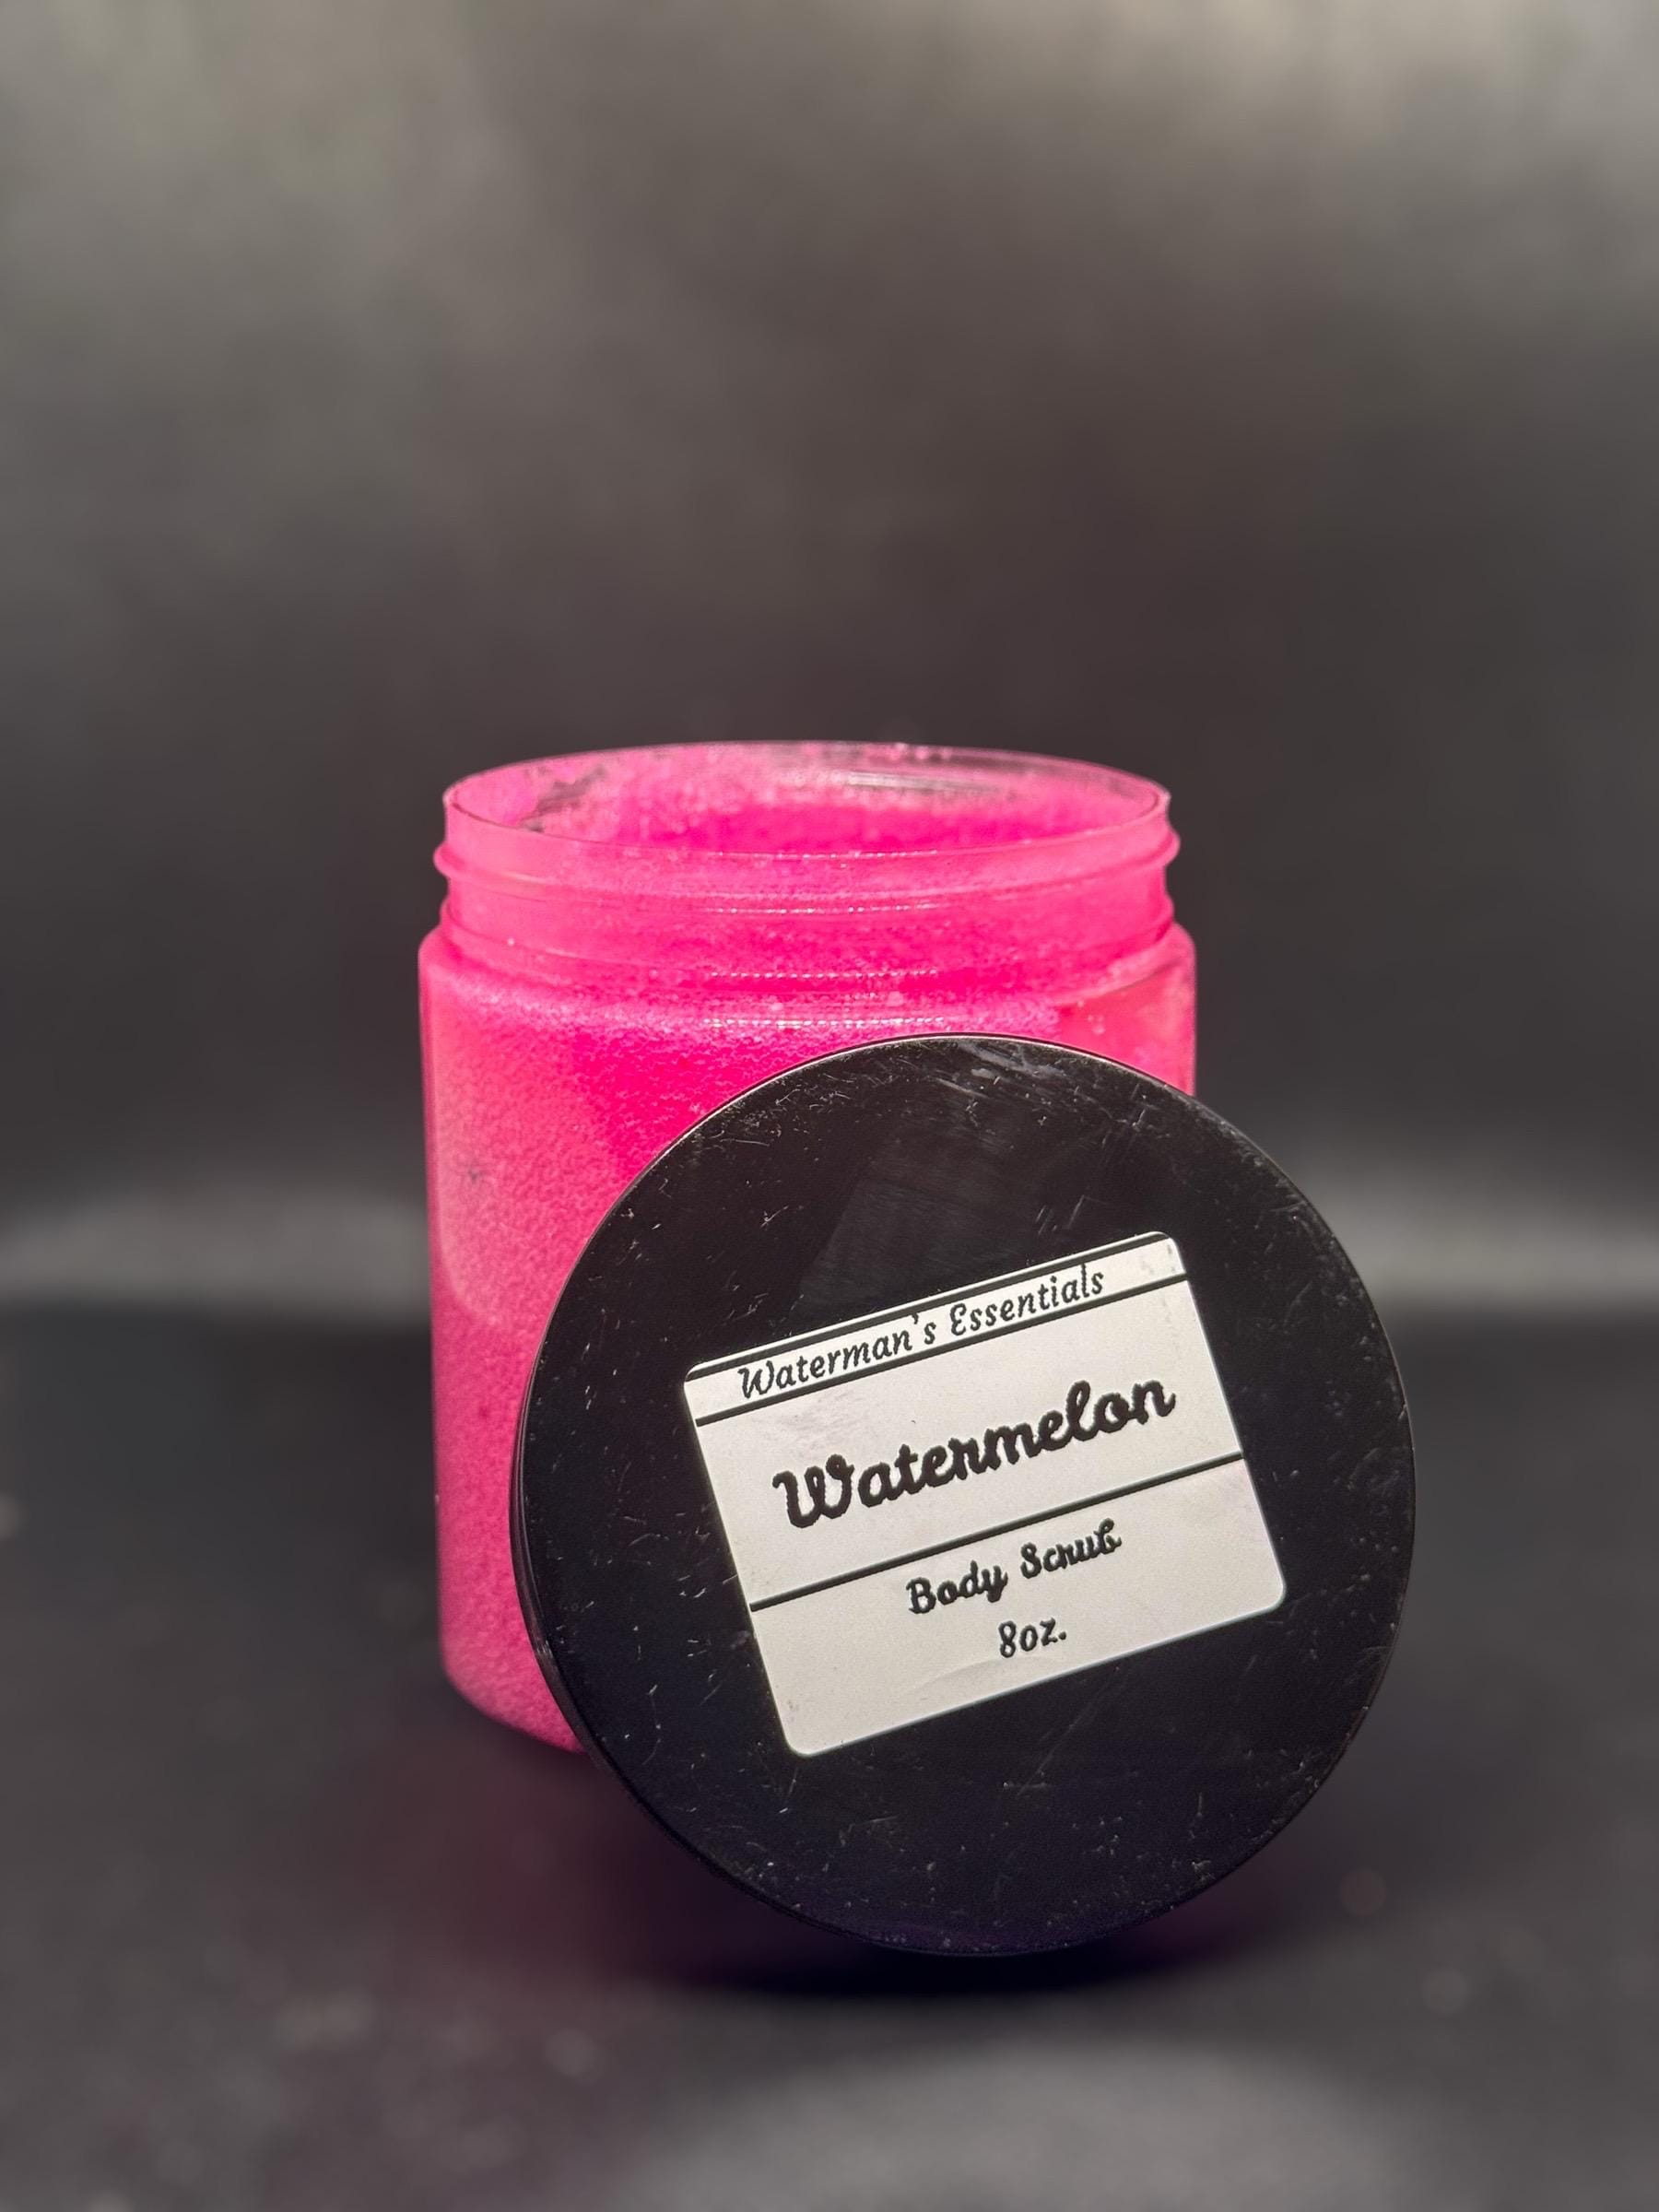 Waterman's Essentials
Watermelon
Body Scrub
8oz.